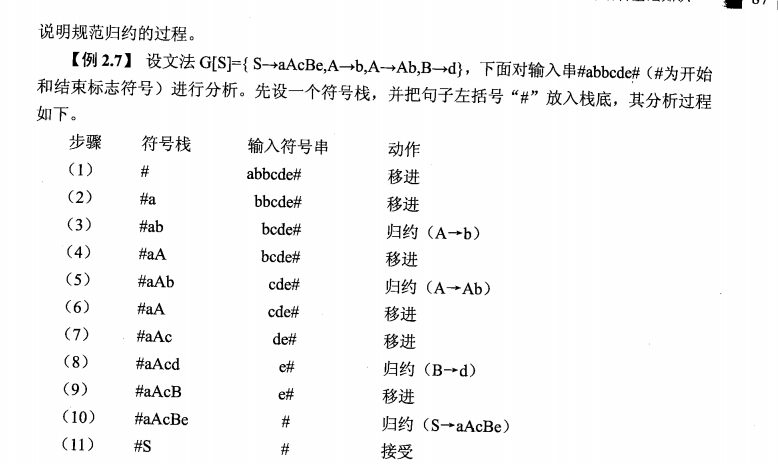 说明规范归约的过程。
【例 2.7】 设文法 G[S]={ S→aAcBe,A→b,A→Ab,B→d}，下面对输入串#abbcde#（#为开始
和结束标志符号）进行分析。先设一个符号栈，并把句子左括号“#”放入栈底，其分析过程
如下。
步骤 符号栈 输入符号串 动作
（1） # abbcde# 移进
（2） #a bbcde# 移进
（3） #ab bcde# 归约（A→b）
（4） #aA bcde# 移进
（5） #aAb cde# 归约（A→Ab）
（6） #aA cde# 移进
（7） #aAc de# 移进
（8） #aAcd e# 归约（B→d）
（9） #aAcB e# 移进
（10） #aAcBe # 归约（S→aAcBe）
（11） #S # 接受